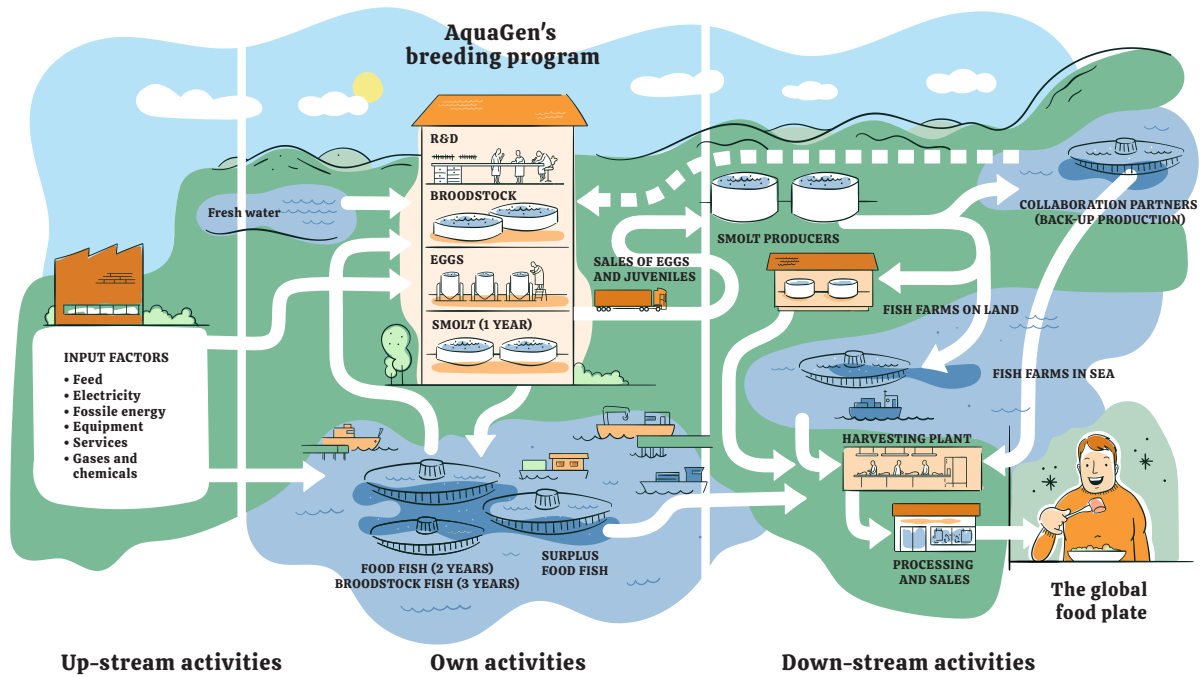 AquaGen's
breeding program
R&D
BROODSTOCK
EGGS
SMOLT (1 YEAR)
Fresh water
INPUT FACTORS
• Feed
• Electricity
• Fossile energy
• Equipment
• Services
• Gases and
chemicals
SALES OF EGGS
AND JUVENILES
SMOLT PRODUCERS
COLLABORATION PARTNERS
(BACK-UP PRODUCTION)
FISH FARMS ON LAND
FISH FARMS IN SEA
HARVESTING PLANT
PROCESSING
AND SALES
FOOD FISH (2 YEARS)
BROODSTOCK FISH (3 YEARS)
SURPLUS
FOOD FISH
The global
food plate
Up-stream activities
Own activities
Down-stream activities